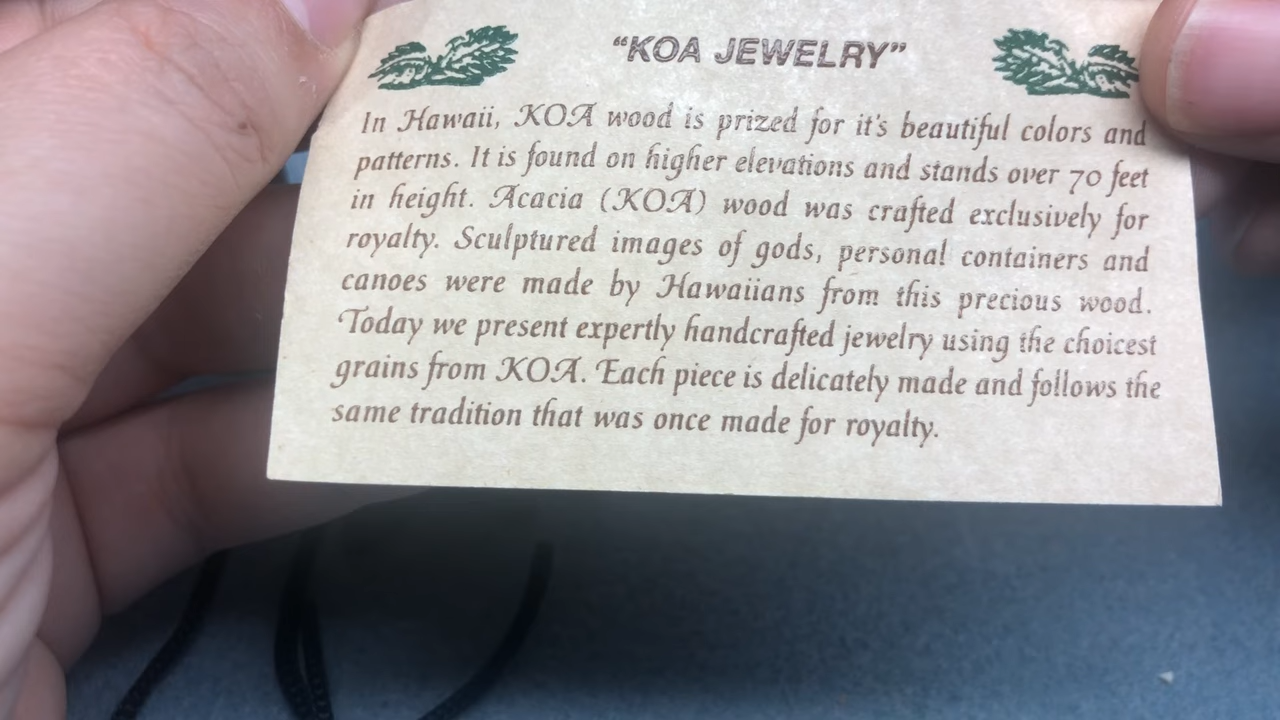 “KOA JEWELRY”
In Hawaii, KOA wood is prized for it's beautiful colors and
patterns. It is found on higher elevations and stands over 70 feet
in height. Acacia (KOA) wood was crafted exclusively for
royalty. Sculptured images of gods, personal containers and
canoes were made by Hawaiians from this precious wood.
Today we present expertly handcrafted jewelry using the choicest
grains from KOA. Each piece is delicately made and follows the
same tradition that was once made for royalty.